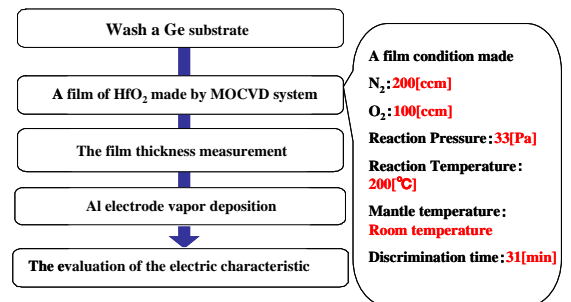 Wash a Ge substrate
A film of HfO₂ made by MOCVD system
The film thickness measurement
Al electrode vapor deposition
The evaluation of the electric characteristic
A film condition made
N₂：200[ccm]
O₂：100[ccm]
Reaction Pressure：33[Pa]
Reaction Temperature：
200[℃]
Mantle temperature：
Room temperature
Discrimination time：31[min]